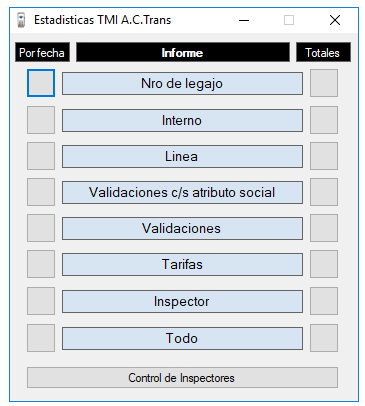 Estadisticas TMI A.C.Trans
Por fecha Informe Totales
Nro de legajo
Interno
Linea
Validaciones c/s atributo social
Validaciones
Tarifas
Inspector
Todo
Control de Inspectores